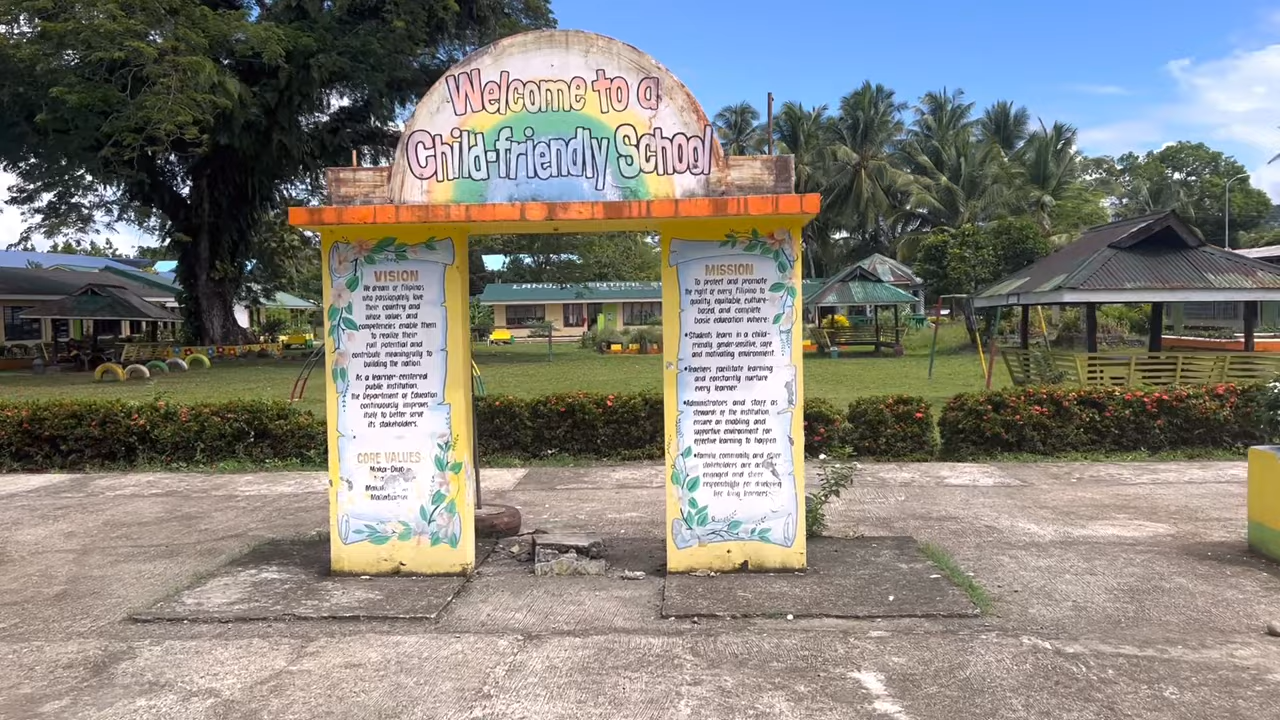 Welcome to a
Child-friendly School
VISION
We dream of Filipinos
who passionately love
their country and
whose values and
competencies enable them
to realize their
full potential and
contribute meaningfully to
building the nation.
As a learner-centered
public institution,
the Department of Education
continuously improves
itself to better serve
its stakeholders.
CORE VALUES
Maka-Diyos
Makabansa
MISSION
To protect and promote
the right of every Filipino to
quality, equitable, culture-
based, and complete
basic education where:
•Students learn in a child-
friendly, gender-sensitive, safe
and motivating environment.
•Teachers facilitate learning
and constantly nurture
every learner.
•Administrators and staff as
stewards of the institution
ensure an enabling and
supportive environment for
effective learning to happen
•Family, community and other
stakeholders are
engaged and share
responsibility for developing
life long learners.
CENTRAL